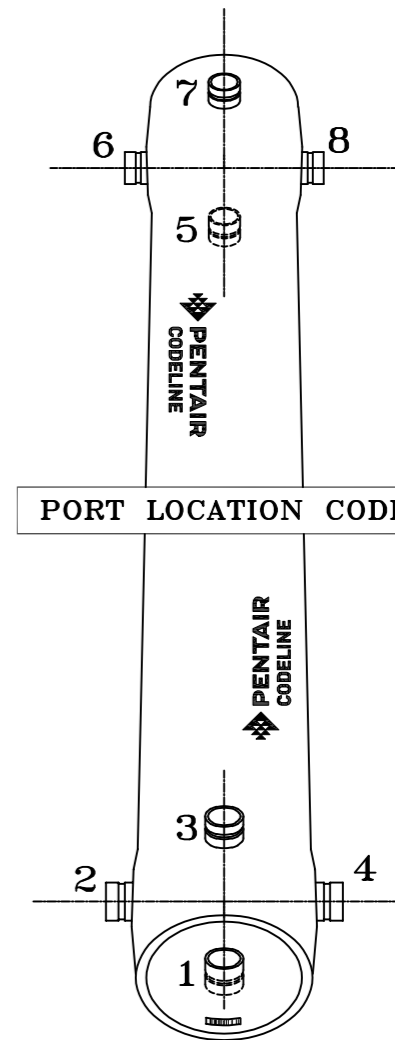 7
6
8
5
PENTAIR
CODELINE
PORT LOCATION CODE
PENTAIR
CODELINE
3
2
4
1